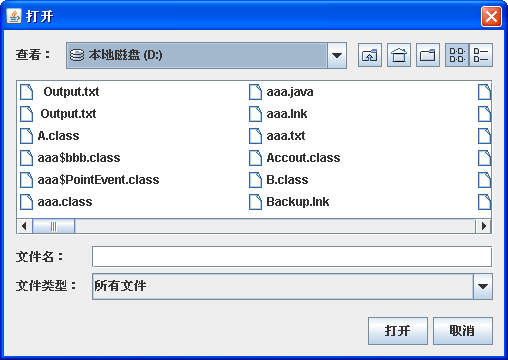 打开
查看： 本地磁盘 (D:)
Output.txt aaa.java
Output.txt aaa.lnk
A.class aaa.txt
aaa$bbb.class Accout.class
aaa$PointEvent.class B.class
aaa.class Backup.lnk
文件名：
文件类型： 所有文件
打开 取消